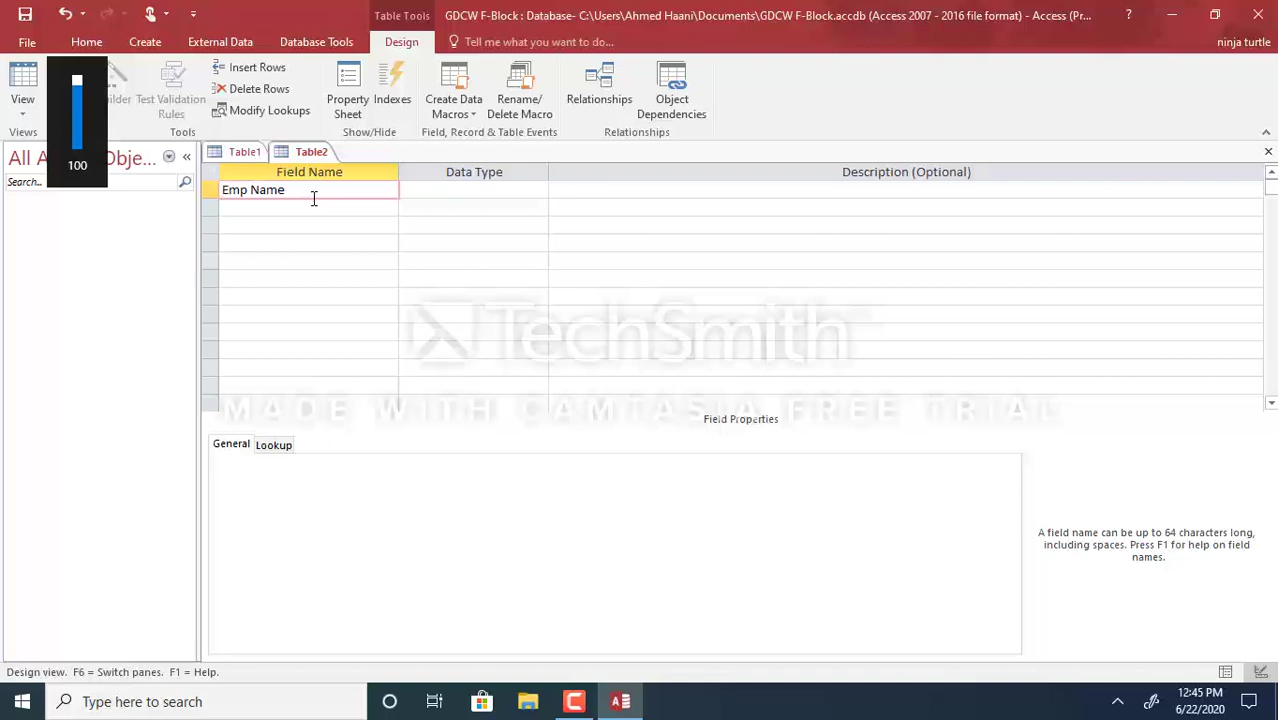 Table Tools
GDCW F-Block : Database- C:\Users\Ahmed Haani\Documents\GDCW F-Block.accdb (Access 2007 - 2016 file format) - Access (Pr...
?
File
Home
Create
External Data
Database Tools
Design
Tell me what you want to do...
ninja turtle
View
Test Validation
Rules
Insert Rows
Delete Rows
Modify Lookups
Property
Sheet
Indexes
Create Data
Macros
Rename/
Delete Macro
Relationships
Object
Dependencies
Views
Tools
Show/Hide
Field, Record & Table Events
Relationships
100
All A
Obje...
Search..
Table1
Table2
Field Name
Data Type
Description (Optional)
Emp Name
TechSmith
MADE WITH CAMTASIA FREE TRIAL
Field Properties
General
Lookup
A field name can be up to 64 characters long,
including spaces. Press F1 for help on field
names.
Design view. F6 = Switch panes. F1 = Help.
Type here to search
12:45 PM
6/22/2020